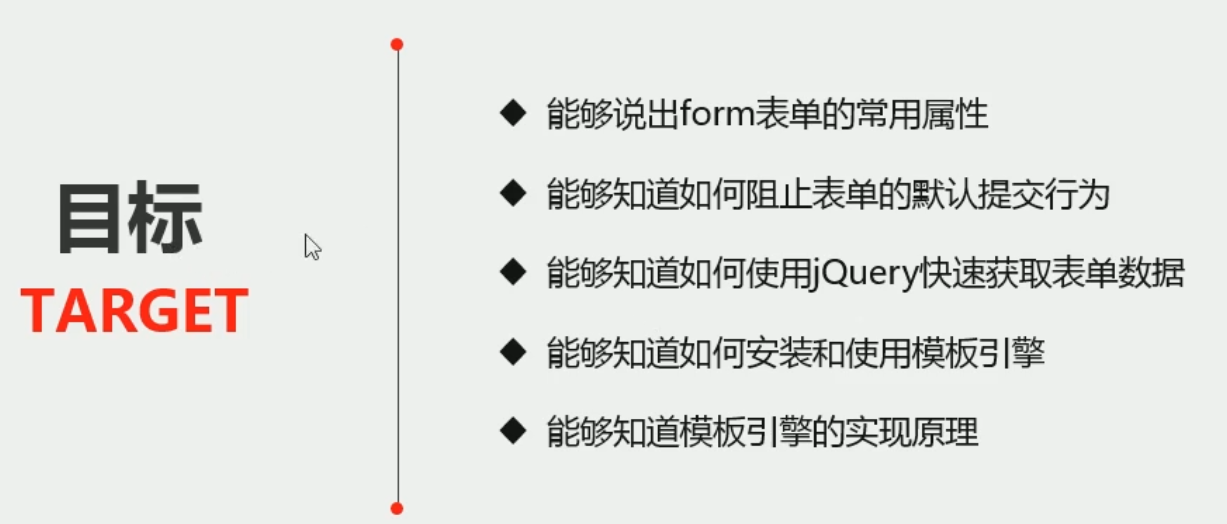 目标
TARGET
◆ 能够说出form表单的常用属性
◆ 能够知道如何阻止表单的默认提交行为
◆ 能够知道如何使用jQuery快速获取表单数据
◆ 能够知道如何安装和使用模板引擎
◆ 能够知道模板引擎的实现原理